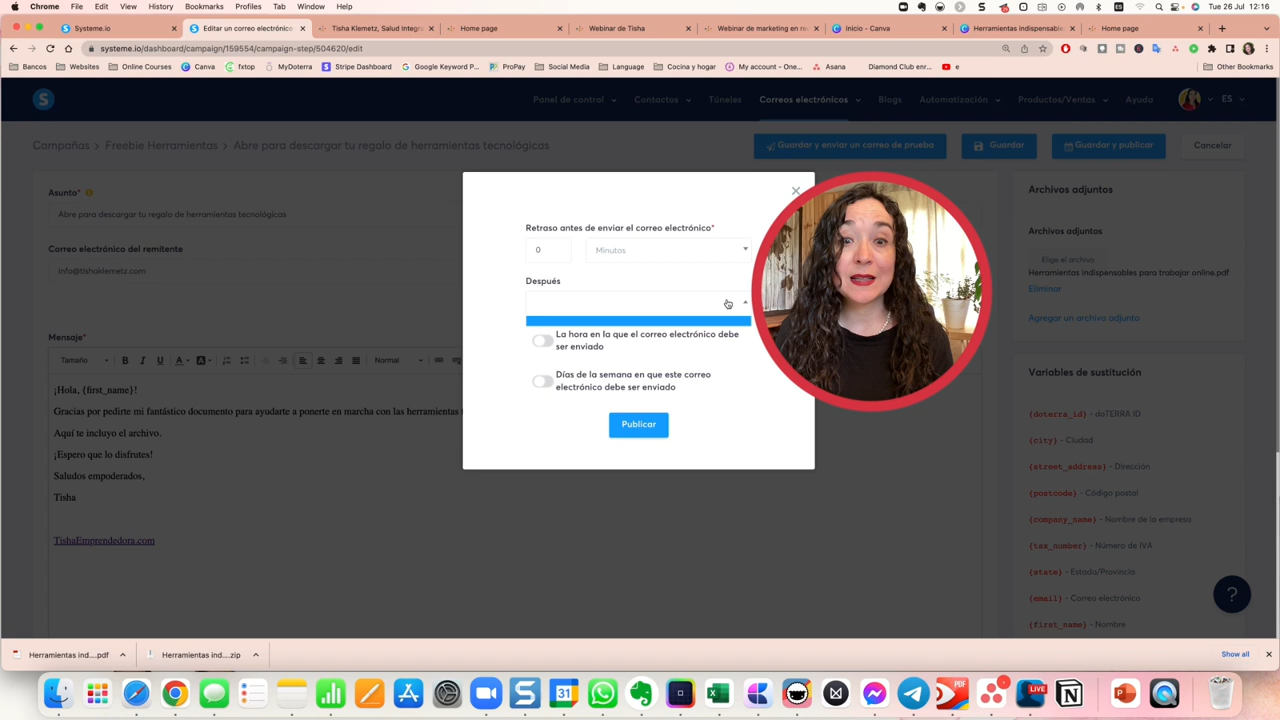 Chrome File Edit View History Bookmarks Profiles Tab Window Help
Tue 26 Jul 12:16
Systeme.io
Editar un correo electrónico
Tisha Klemetz, Salud Integra
Home page
Webinar de Tisha
Webinar de marketing en re
Inicio - Canva
Herramientas indispensables
Home page
systeme.io/dashboard/campaign/159554/campaign-step/504620/edit
Bancos Websites Online Courses Canva fxtop MyDoterra Stripe Dashboard Google Keyword P... ProPay Social Media Language Cocina y hogar My account - One... Asana Diamond Club enr... e Other Bookmarks
S Panel de control Contactos Túneles Correos electrónicos Blogs Automatización Productos/Ventas Ayuda ES
Campañas > Freebie Herramientas > Abre para descargar tu regalo de herramientas tecnológicas
Guardar y enviar un correo de prueba Guardar Guardar y publicar Cancelar
Asunto*
Abre para descargar tu regalo de herramientas tecnológicas
Correo electrónico del remitente
info@tishaklemetz.com
Mensaje*
Tamaño B I U A A Normal
¡Hola, {first_name}!
Gracias por pedirte mi fantástico documento para ayudarte a ponerte en marcha con las herramientas
Aquí te incluyo el archivo.
¡Espero que lo disfrutes!
Saludos empoderados,
Tisha
TishaEmprendedora.com
×
Retraso antes de enviar el correo electrónico*
0 Minutos
Después
La hora en la que el correo electrónico debe
ser enviado
Días de la semana en que este correo
electrónico debe ser enviado
Publicar
Archivos adjuntos
Archivos adjuntos
Elige el archivo
Herramientas indispensables para trabajar online.pdf
Eliminar
Agregar un archivo adjunto
Variables de sustitución
{doterra_id} - doTERRA ID
{city} - Ciudad
{street_address} - Dirección
{postcode} - Código postal
{company_name} - Nombre de la empresa
{tax_number} - Número de IVA
{state} - Estado/Provincia
{email} - Correo electrónico
{first_name} - Nombre
?
Herramientas ind....pdf
Herramientas ind....zip
Show all
LIVE